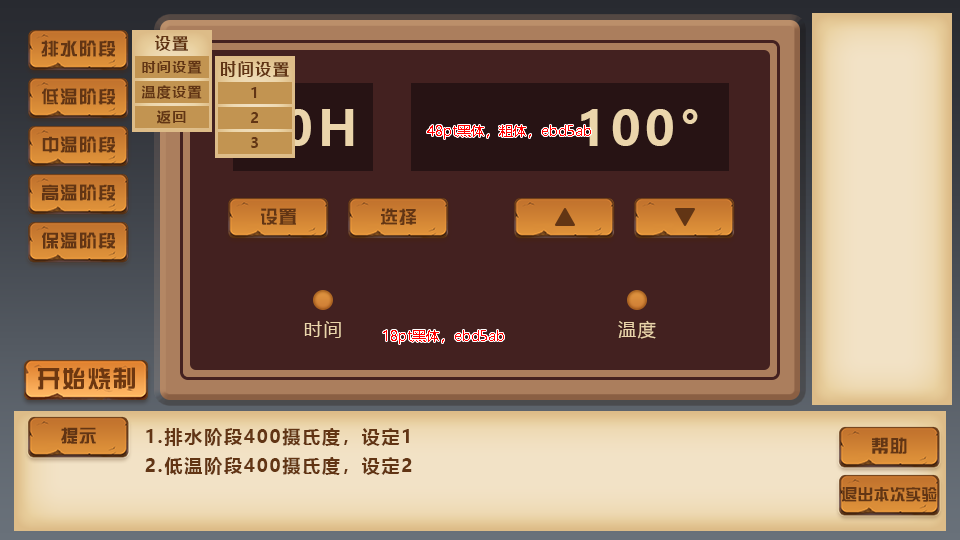 排水阶段
低温阶段
中温阶段
高温阶段
保温阶段
开始烧制
设置
时间设置
温度设置
返回
时间设置
1
2
3
0H
100°
48pt黑体，粗体，ebd5ab
设置
选择
▲
▼
时间
温度
18pt黑体，ebd5ab
提示
1.排水阶段400摄氏度，设定1
2.低温阶段400摄氏度，设定2
帮助
退出本次实验